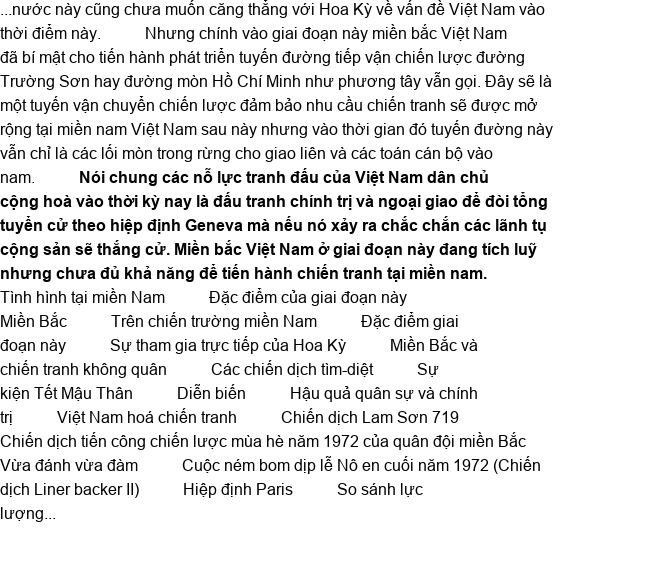 ...nước này cũng chưa muốn căng thẳng với Hoa Kỳ về vấn đề Việt Nam vào
thời điểm này. Nhưng chính vào giai đoạn này miền bắc Việt Nam
đã bí mật cho tiến hành phát triển tuyến đường tiếp vận chiến lược đường
Trường Sơn hay đường mòn Hồ Chí Minh như phương tây vẫn gọi. Đây sẽ là
một tuyến vận chuyển chiến lược đảm bảo nhu cầu chiến tranh sẽ được mở
rộng tại miền nam Việt Nam sau này nhưng vào thời gian đó tuyến đường này
vẫn chỉ là các lối mòn trong rừng cho giao liên và các toán cán bộ vào
nam. Nói chung các nỗ lực tranh đấu của Việt Nam dân chủ
cộng hoà vào thời kỳ nay là đấu tranh chính trị và ngoại giao để đòi tổng
tuyển cử theo hiệp định Geneva mà nếu nó xảy ra chắc chắn các lãnh tụ
cộng sản sẽ thắng cử. Miền bắc Việt Nam ở giai đoạn này đang tích luỹ
nhưng chưa đủ khả năng để tiến hành chiến tranh tại miền nam.
Tình hình tại miền Nam Đặc điểm của giai đoạn này
Miền Bắc Trên chiến trường miền Nam Đặc điểm giai
đoạn này Sự tham gia trực tiếp của Hoa Kỳ Miền Bắc và
chiến tranh không quân Các chiến dịch tìm-diệt Sự
kiện Tết Mậu Thân Diễn biến Hậu quả quân sự và chính
trị Việt Nam hoá chiến tranh Chiến dịch Lam Sơn 719
Chiến dịch tiến công chiến lược mùa hè năm 1972 của quân đội miền Bắc
Vừa đánh vừa đàm Cuộc ném bom dịp lễ Nô en cuối năm 1972 (Chiến
dịch Liner backer II) Hiệp định Paris So sánh lực
lượng...